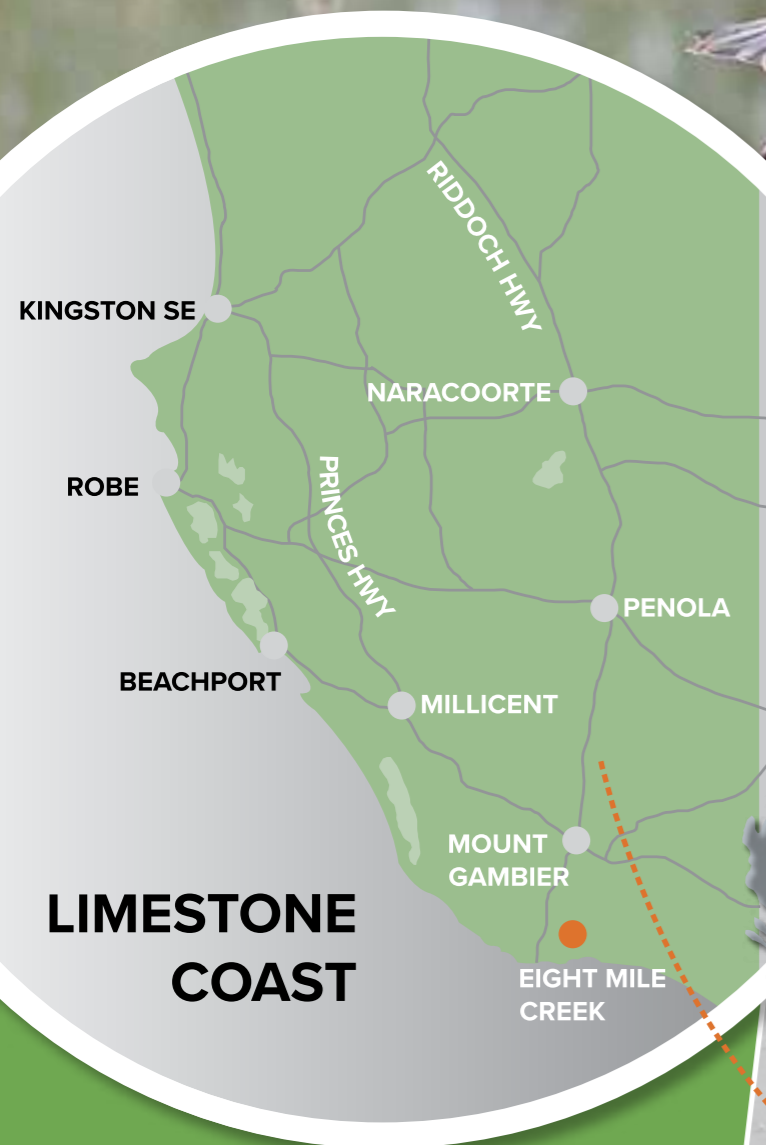 RIDDOCH HWY
KINGSTON SE
NARACOORTE
ROBE
PRINCES HWY
PENOLA
BEACHPORT
MILLICENT
MOUNT
GAMBIER
LIMESTONE
COAST
EIGHT MILE
CREEK